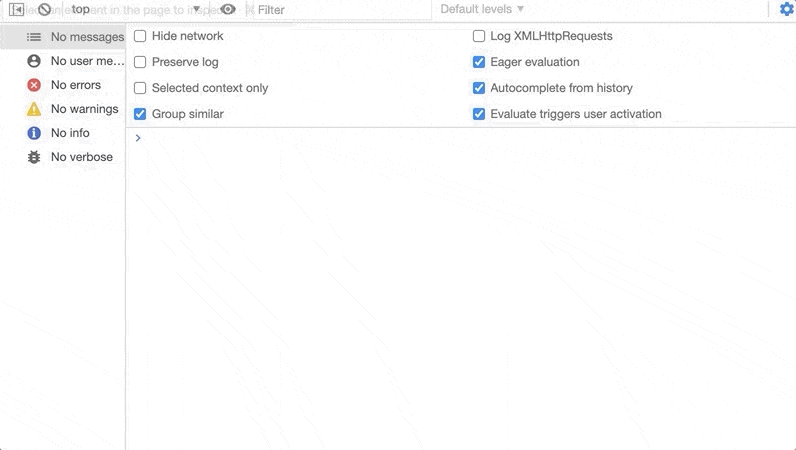 top Filter Default levels ▼
No messages
No user me...
No errors
No warnings
No info
No verbose
Hide network
Preserve log
Selected context only
Group similar
Log XMLHttpRequests
Eager evaluation
Autocomplete from history
Evaluate triggers user activation